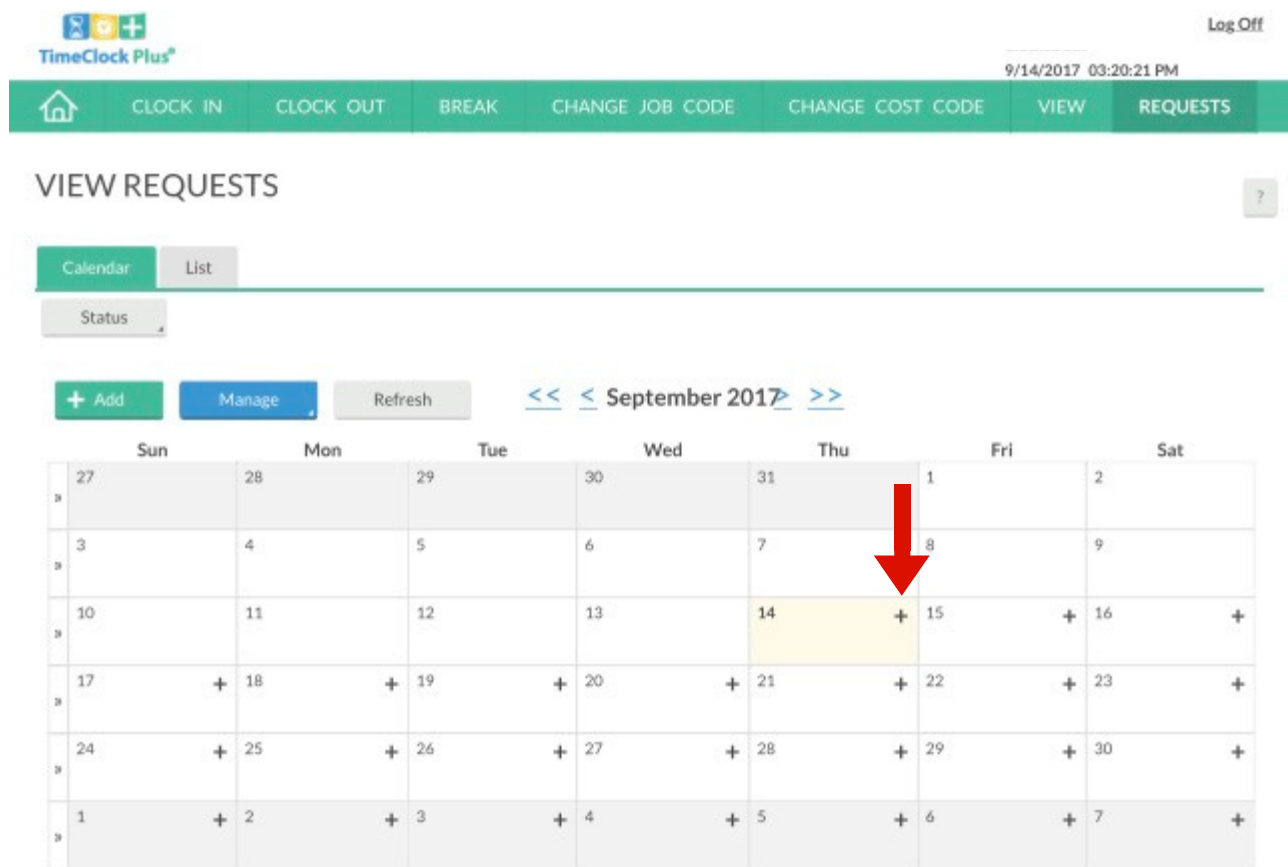 Log Off
TimeClock Plus®
9/14/2017 03:20:21 PM
CLOCK IN CLOCK OUT BREAK CHANGE JOB CODE CHANGE COST CODE VIEW REQUESTS
VIEW REQUESTS
?
Calendar List
Status
+ Add Manage Refresh << < September 2017 > >>
Sun Mon Tue Wed Thu Fri Sat
» 27 28 29 30 31 1 2
» 3 4 5 6 7 8 9
» 10 11 12 13 14 + 15 + 16 +
» 17 + 18 + 19 + 20 + 21 + 22 + 23 +
» 24 + 25 + 26 + 27 + 28 + 29 + 30 +
» 1 + 2 + 3 + 4 + 5 + 6 + 7 +